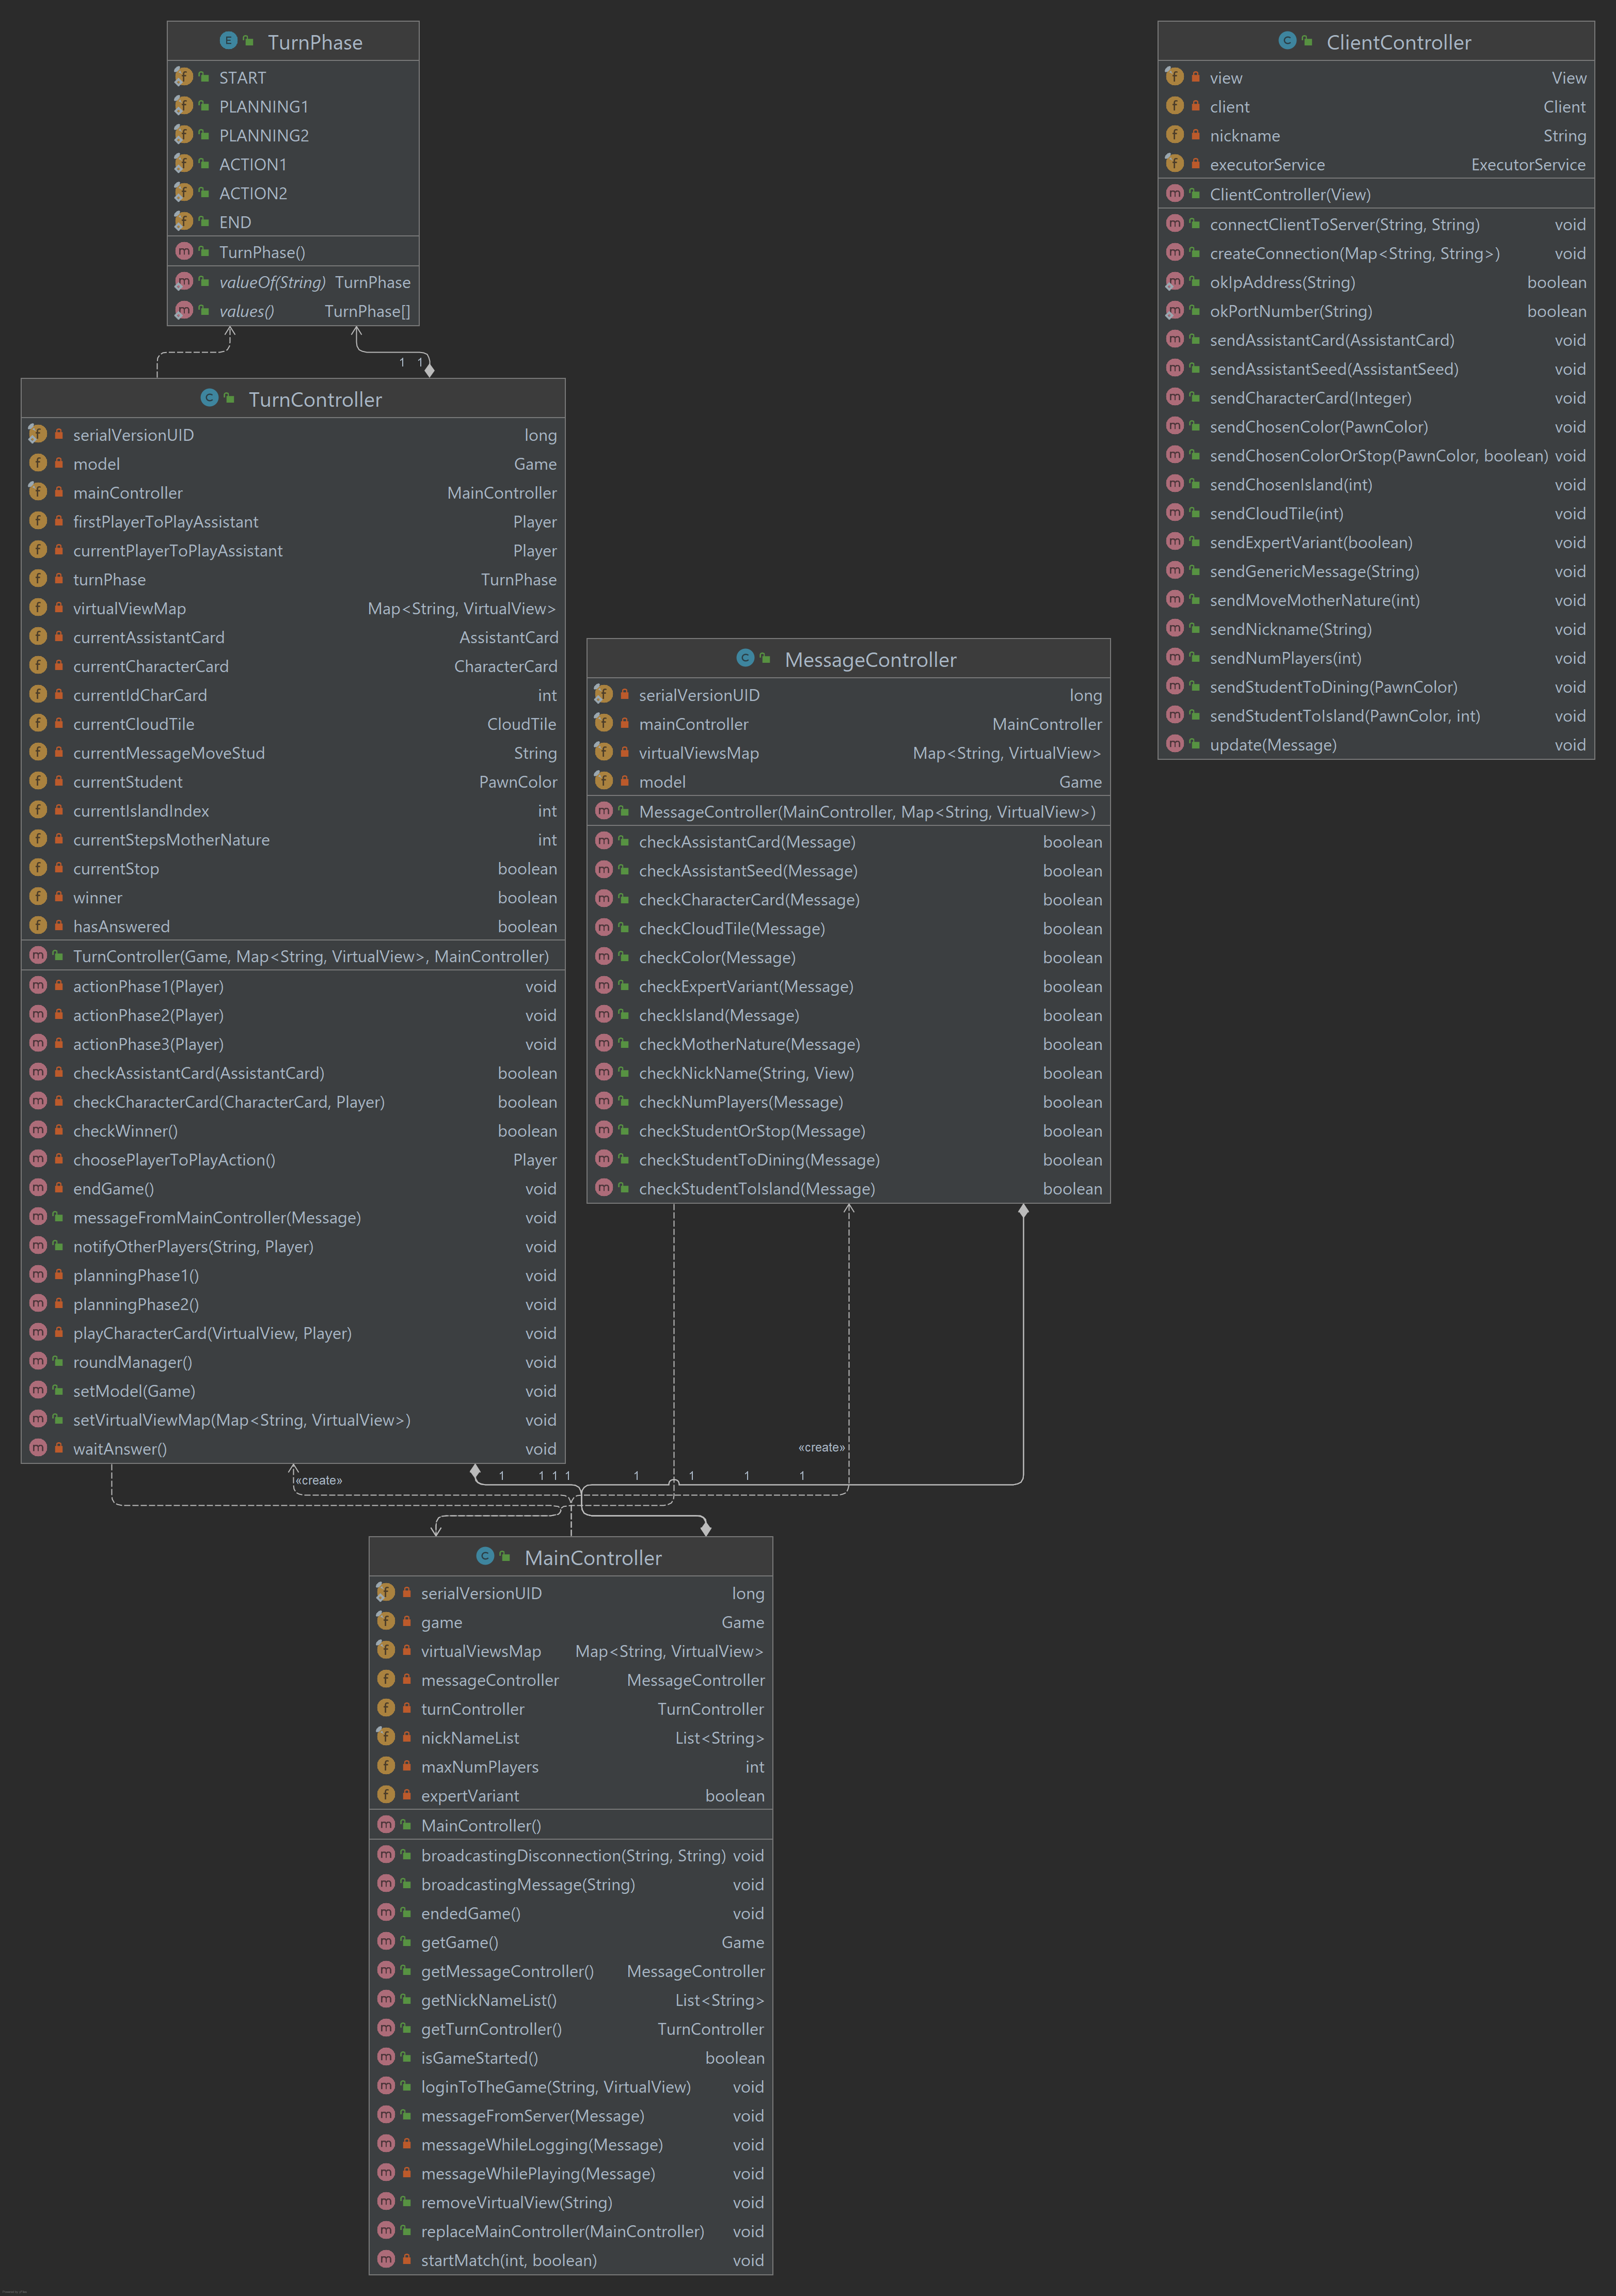 TurnPhase
START
PLANNING1
PLANNING2
ACTION1
ACTION2
END
TurnPhase()
valueOf(String) TurnPhase
values() TurnPhase[]
1 1
ClientController
view View
client Client
nickname String
executorService ExecutorService
ClientController(View)
connectClientToServer(String, String) void
createConnection(Map<String, String>) void
okIpAddress(String) boolean
okPortNumber(String) boolean
sendAssistantCard(AssistantCard) void
sendAssistantSeed(AssistantSeed) void
sendCharacterCard(Integer) void
sendChosenColor(PawnColor) void
sendChosenColorOrStop(PawnColor, boolean) void
sendChosenIsland(int) void
sendCloudTile(int) void
sendExpertVariant(boolean) void
sendGenericMessage(String) void
sendMoveMotherNature(int) void
sendNickname(String) void
sendNumPlayers(int) void
sendStudentToDining(PawnColor) void
sendStudentToIsland(PawnColor, int) void
update(Message) void
TurnController
serialVersionUID long
model Game
mainController MainController
firstPlayerToPlayAssistant Player
currentPlayerToPlayAssistant Player
turnPhase TurnPhase
virtualViewMap Map<String, VirtualView>
currentAssistantCard AssistantCard
currentCharacterCard CharacterCard
currentIdCharCard int
currentCloudTile CloudTile
currentMessageMoveStud String
currentStudent PawnColor
currentIslandIndex int
currentStepsMotherNature int
currentStop boolean
winner boolean
hasAnswered boolean
TurnController(Game, Map<String, VirtualView>, MainController)
actionPhase1(Player) void
actionPhase2(Player) void
actionPhase3(Player) void
checkAssistantCard(AssistantCard) boolean
checkCharacterCard(CharacterCard, Player) boolean
checkWinner() boolean
choosePlayerToPlayAction() Player
endGame() void
messageFromMainController(Message) void
notifyOtherPlayers(String, Player) void
planningPhase1() void
planningPhase2() void
playCharacterCard(VirtualView, Player) void
roundManager() void
setModel(Game) void
setVirtualViewMap(Map<String, VirtualView>) void
waitAnswer() void
MessageController
serialVersionUID long
mainController MainController
virtualViewsMap Map<String, VirtualView>
model Game
MessageController(MainController, Map<String, VirtualView>)
checkAssistantCard(Message) boolean
checkAssistantSeed(Message) boolean
checkCharacterCard(Message) boolean
checkCloudTile(Message) boolean
checkColor(Message) boolean
checkExpertVariant(Message) boolean
checkIsland(Message) boolean
checkMotherNature(Message) boolean
checkNickName(String, View) boolean
checkNumPlayers(Message) boolean
checkStudentOrStop(Message) boolean
checkStudentToDining(Message) boolean
checkStudentToIsland(Message) boolean
«create»
«create» 1 1 1 1 1 1 1 1
MainController
serialVersionUID long
game Game
virtualViewsMap Map<String, VirtualView>
messageController MessageController
turnController TurnController
nickNameList List<String>
maxNumPlayers int
expertVariant boolean
MainController()
broadcastingDisconnection(String, String) void
broadcastingMessage(String) void
endedGame() void
getGame() Game
getMessageController() MessageController
getNickNameList() List<String>
getTurnController() TurnController
isGameStarted() boolean
loginToTheGame(String, VirtualView) void
messageFromServer(Message) void
messageWhileLogging(Message) void
messageWhilePlaying(Message) void
removeVirtualView(String) void
replaceMainController(MainController) void
startMatch(int, boolean) void